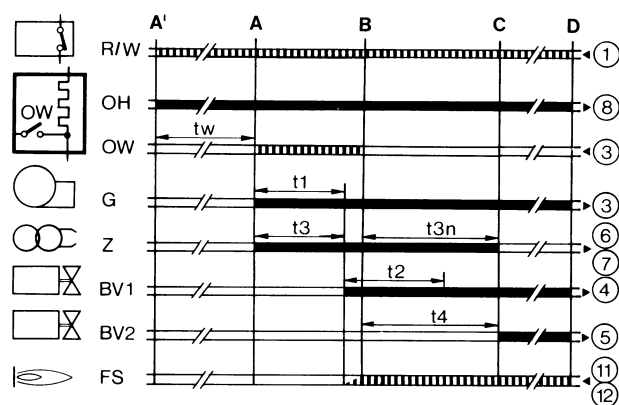 A' A B C D
R/W 1
OH 8
OW
tw
OW 3
t1
G 3
t3 t3n 6
Z 7
t2
BV1 4
t4
BV2 5
FS 11
12